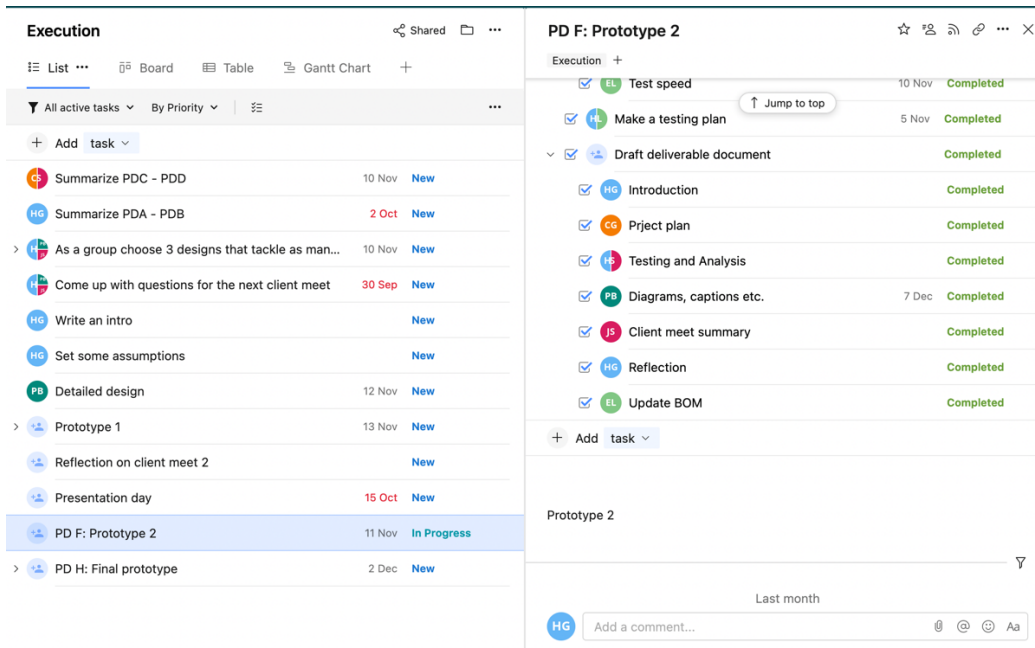 Execution
Shared
List
Board
Table
Gantt Chart
All active tasks
By Priority
Add task
CS Summarize PDC - PDD 10 Nov New
HG Summarize PDA - PDB 2 Oct New
As a group choose 3 designs that tackle as man... 10 Nov New
Come up with questions for the next client meet 30 Sep New
HG Write an intro New
HG Set some assumptions New
PB Detailed design 12 Nov New
Prototype 1 13 Nov New
Reflection on client meet 2 New
Presentation day 15 Oct New
PD F: Prototype 2 11 Nov In Progress
PD H: Final prototype 2 Dec New
PD F: Prototype 2
Execution
EL Test speed 10 Nov Completed
Jump to top
HL Make a testing plan 5 Nov Completed
Draft deliverable document Completed
HG Introduction Completed
CG Prject plan Completed
HS Testing and Analysis Completed
PB Diagrams, captions etc. 7 Dec Completed
JS Client meet summary Completed
HG Reflection Completed
EL Update BOM Completed
Add task
Prototype 2
Last month
HG Add a comment... @ Aa